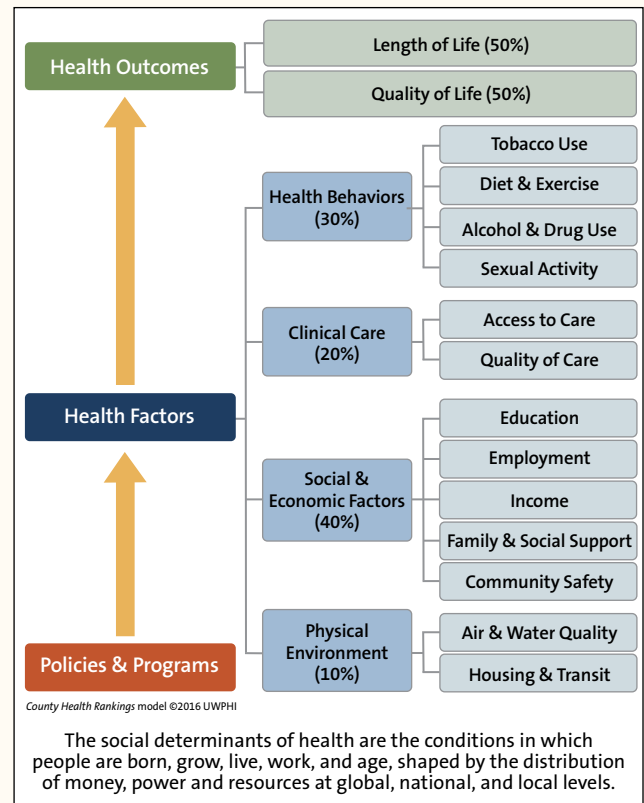 Health Outcomes
Length of Life (50%)
Quality of Life (50%)
Health Behaviors
(30%)
Tobacco Use
Diet & Exercise
Alcohol & Drug Use
Sexual Activity
Clinical Care
(20%)
Access to Care
Quality of Care
Health Factors
Social &
Economic Factors
(40%)
Education
Employment
Income
Family & Social Support
Community Safety
Policies & Programs
Physical
Environment
(10%)
Air & Water Quality
Housing & Transit
County Health Rankings model ©2016 UWPHI
The social determinants of health are the conditions in which
people are born, grow, live, work, and age, shaped by the distribution
of money, power and resources at global, national, and local levels.